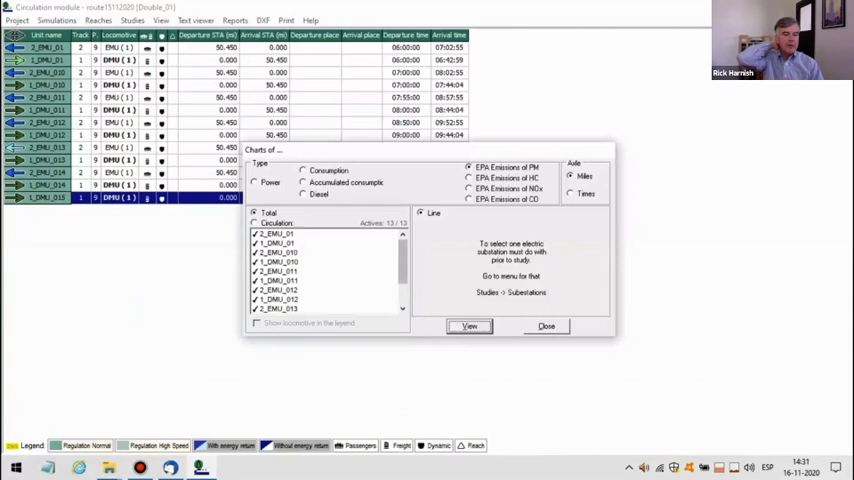 Circulation module - route15112020 (Double_01)
Project Simulations Reaches Studies View Text viewer Reports DXF Print Help
Unit name Track P. Locomotive Departure STA (mi) Arrival STA (mi) Departure place Arrival place Departure time Arrival time
2_EMU_01 2 9 EMU ( 1 ) 50.450 0.000 06:00:00 07:02:55
1_DMU_01 1 9 DMU ( 1 ) 0.000 50.450 06:00:00 06:42:59
2_EMU_010 2 9 EMU ( 1 ) 50.450 0.000 07:00:00 08:02:55
1_DMU_010 1 9 DMU ( 1 ) 0.000 50.450 07:00:00 07:44:04
2_EMU_011 2 9 EMU ( 1 ) 50.450 0.000 07:55:00 08:57:55
1_DMU_011 1 9 DMU ( 1 ) 0.000 50.450 08:00:00 08:44:04
2_EMU_012 2 9 EMU ( 1 ) 50.450 0.000 08:50:00 09:52:55
1_DMU_012 1 9 DMU ( 1 ) 0.000 50.450 09:00:00 09:44:04
2_EMU_013 2 9 EMU ( 1 ) 50.450
1_DMU_013 1 9 DMU ( 1 ) 0.000
2_EMU_014 2 9 EMU ( 1 ) 50.450
1_DMU_014 1 9 DMU ( 1 ) 0.000
1_DMU_015 1 9 DMU ( 1 ) 0.000
Rick Harnish
Charts of ...
Type
Power
Consumption
Accumulated consumptic
Diesel
EPA Emissions of PM
EPA Emissions of HC
EPA Emissions of NOx
EPA Emissions of CO
Axle
Miles
Times
Total
Circulation: Actives: 13 / 13
2_EMU_01
1_DMU_01
2_EMU_010
1_DMU_010
2_EMU_011
1_DMU_011
2_EMU_012
1_DMU_012
2_EMU_013
Show locomotive in the legend
Line
To select one electric
substation must do with
prior to study.
Go to menu for that
Studies -> Subestations
View Close
Legend: Regulation Normal Regulation High Speed With energy return Without energy return Passengers Freight Dynamic Reach
ESP 14:31
16-11-2020